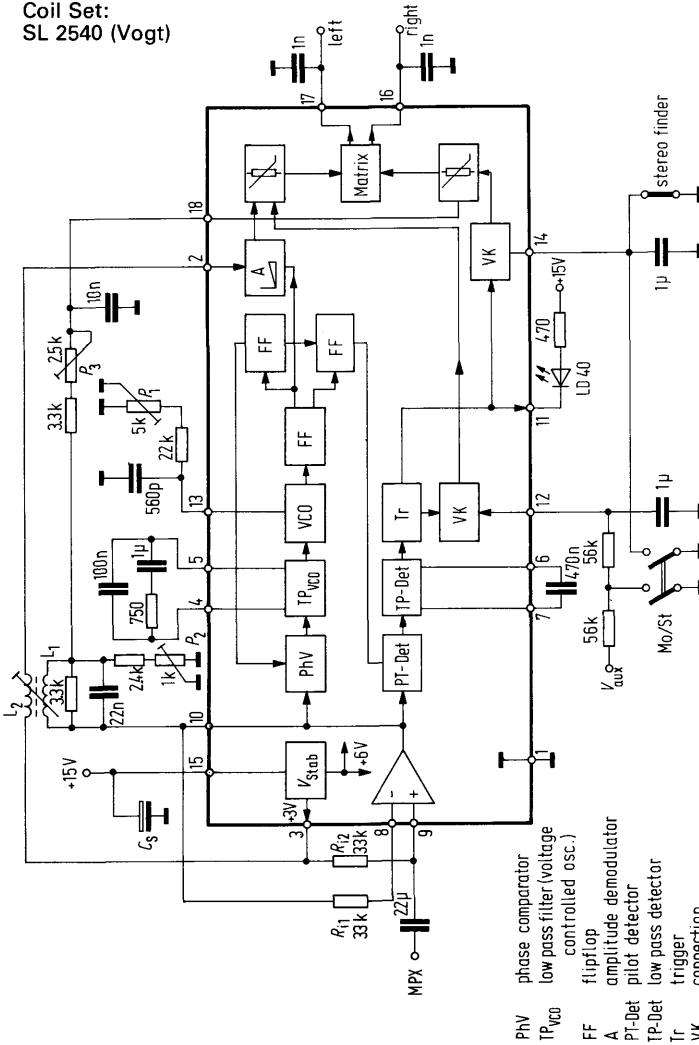 Coil Set:
SL 2540 (Vogt)
left
right
1n
1n
17
16
Matrix
stereo finder
18
2
A
VK
14
1µ
10n
2.5k
P3
3.3k
P1
5k
22k
560p
FF
FF
FF
+15V
470
LD 40
11
13
VCO
Tr
VK
12
1µ
100n
1µ
750
5
4
TPVCO
TP-Det
6
7
470n
56k
56k
Vaux
Mo/St
L1
L2
3.3k
22n
2.4k
1k
P2
PhV
PT-Det
10
15
+15V
CS
Vstab
+3V
+6V
1
3
8
9
−
+
Ri2
33k
Ri1
33k
22µ
MPX
PhV phase comparator
TPVCO low pass filter (voltage
controlled osc.)
FF flipflop
A amplitude demodulator
PT-Det pilot detector
TP-Det low pass detector
Tr trigger
VK connection